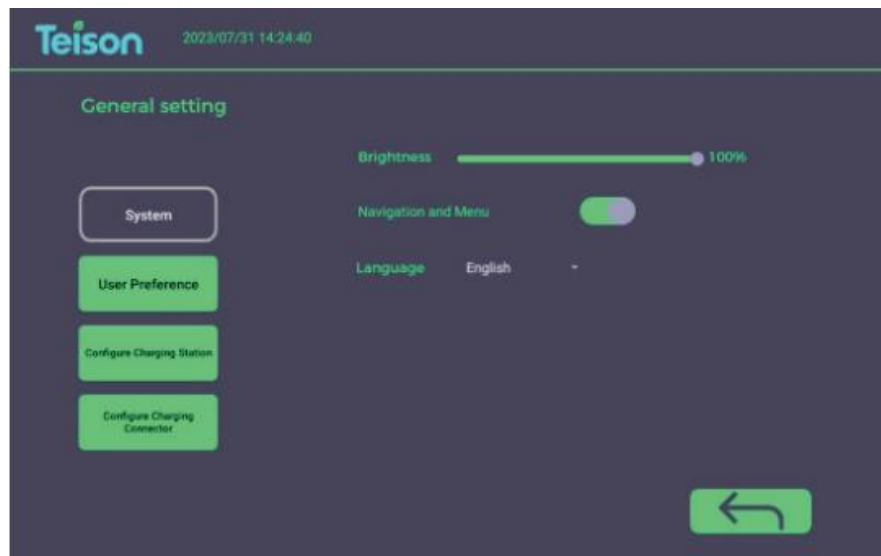 Teison
2023/07/31 14:24:40
General setting
Brightness 100%
System
Navigation and Menu
Language English
User Preference
Configure Charging Station
Configure Charging
Connector